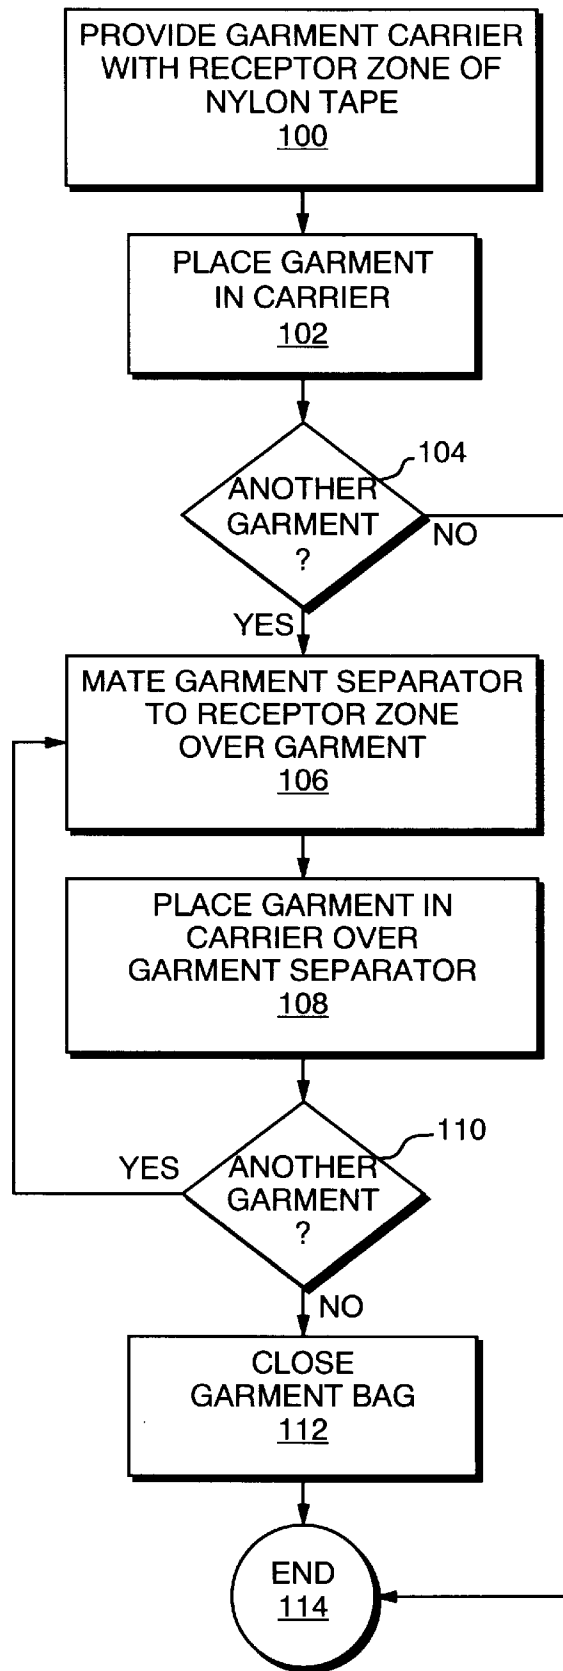 PROVIDE GARMENT CARRIER
WITH RECEPTOR ZONE OF
NYLON TAPE
100
PLACE GARMENT
IN CARRIER
102
104
ANOTHER
GARMENT
?
NO
YES
MATE GARMENT SEPARATOR
TO RECEPTOR ZONE
OVER GARMENT
106
PLACE GARMENT IN
CARRIER OVER
GARMENT SEPARATOR
108
110
YES
ANOTHER
GARMENT
?
NO
CLOSE
GARMENT BAG
112
END
114